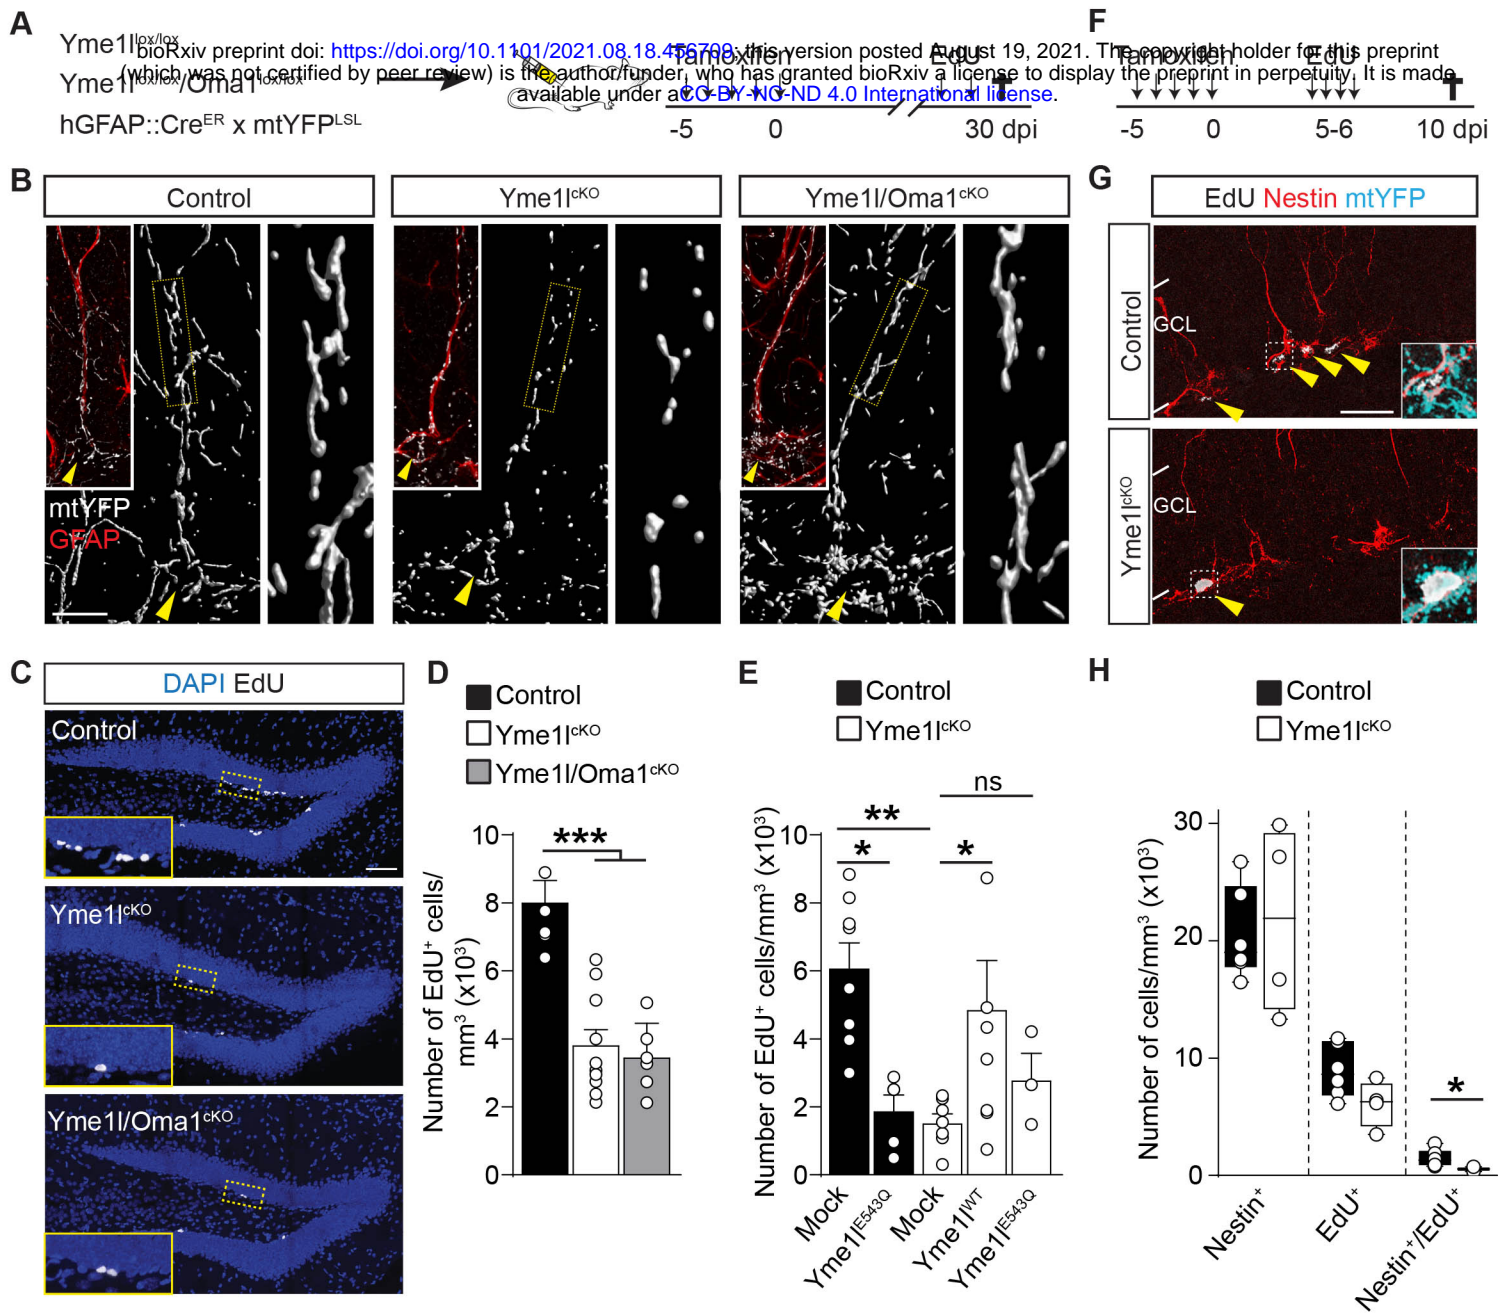 A
Yme1l^lox/lox
bioRxiv preprint doi: https://doi.org/10.1101/2021.08.18.456709; this version posted August 19, 2021. The copyright holder for this preprint
(which was not certified by peer review) is the author/funder, who has granted bioRxiv a license to display the preprint in perpetuity. It is made
available under aCC-BY-NC-ND 4.0 International license.
Yme1l^lox/lox/Oma1^lox/lox
hGFAP::Cre^ER x mtYFP^LSL
Tamoxifen
EdU
-5
0
30 dpi
F
Tamoxifen
EdU
-5
0
5-6
10 dpi
B
Control
Yme1l^cKO
Yme1l/Oma1^cKO
mtYFP
GFAP
G
EdU Nestin mtYFP
Control
GCL
Yme1l^cKO
GCL
C
DAPI EdU
Control
Yme1l^cKO
Yme1l/Oma1^cKO
D
Control
Yme1l^cKO
Yme1l/Oma1^cKO
Number of EdU⁺ cells/
mm³ (x10³)
10
8
6
4
2
0
***
E
Control
Yme1l^cKO
Number of EdU⁺ cells/mm³ (x10³)
10
8
6
4
2
0
ns
**
*
*
Mock
Yme1l^E543Q
Mock
Yme1l^WT
Yme1l^E543Q
H
Control
Yme1l^cKO
Number of cells/mm³ (x10³)
30
20
10
0
*
Nestin⁺
EdU⁺
Nestin⁺/EdU⁺